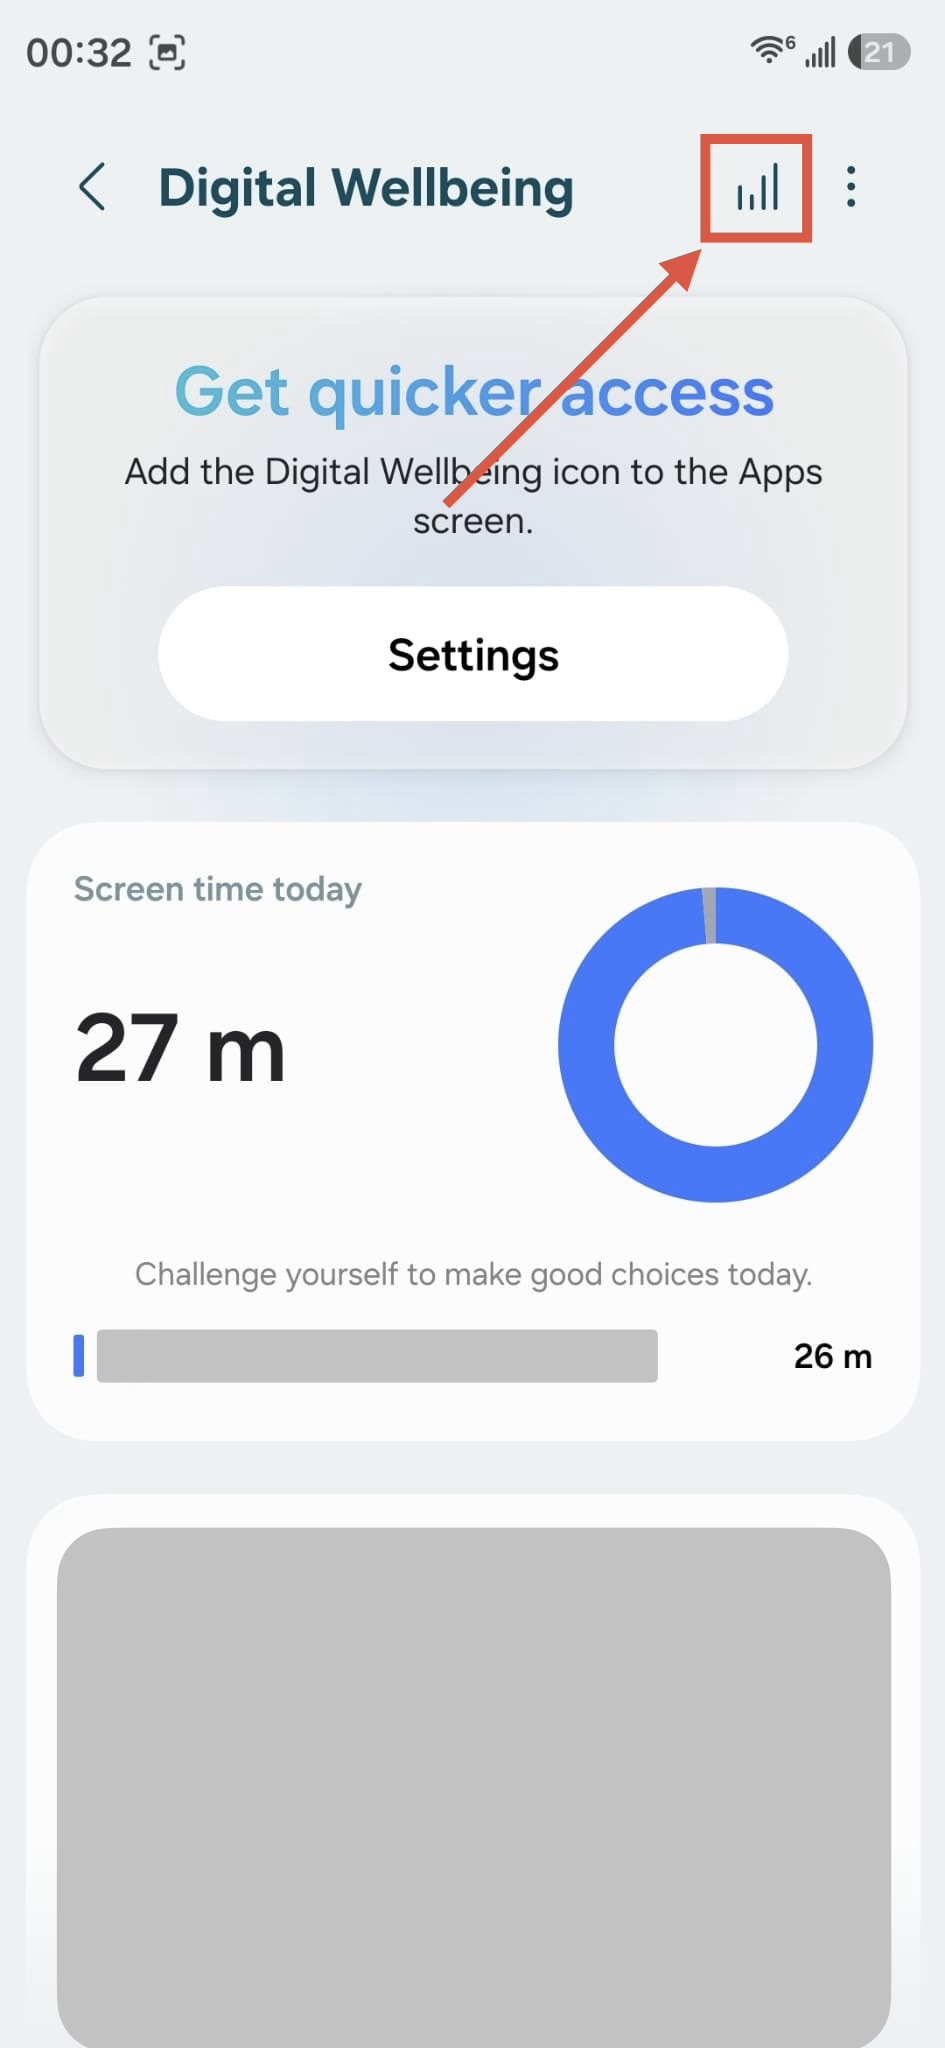 00:32
6
21
Digital Wellbeing
Get quicker access
Add the Digital Wellbeing icon to the Apps
screen.
Settings
Screen time today
27 m
Challenge yourself to make good choices today.
26 m